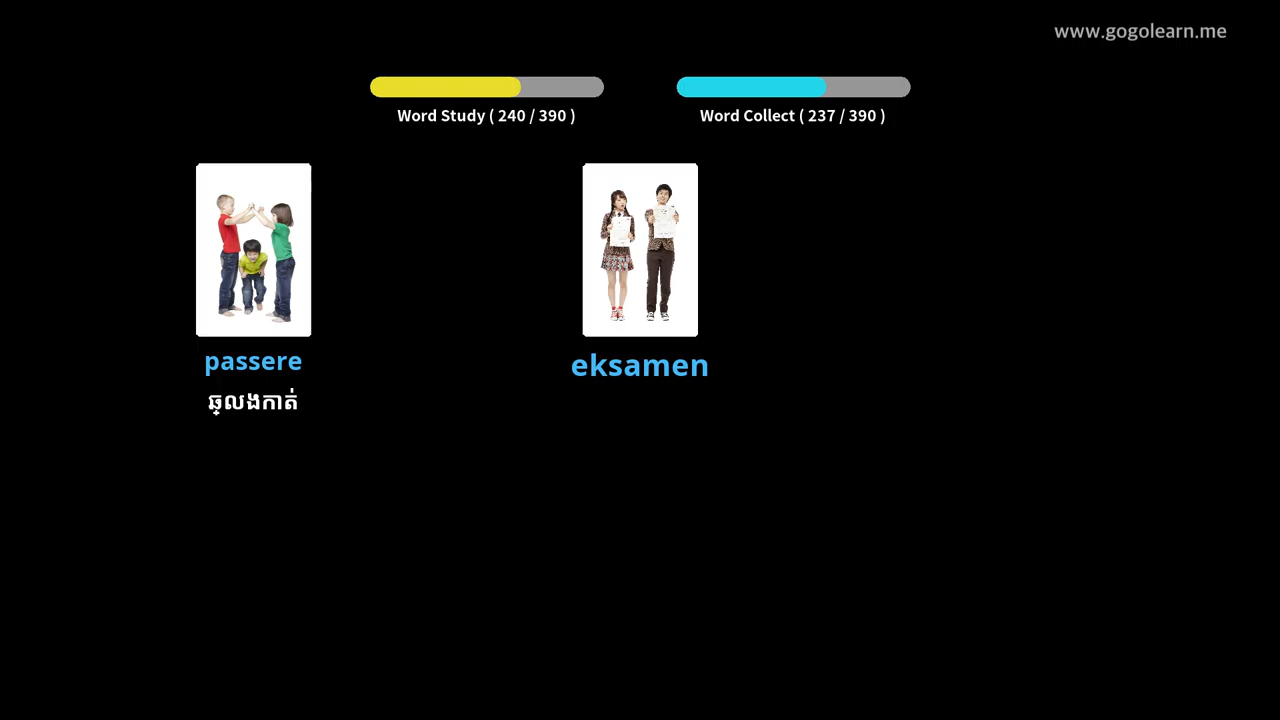 www.gogolearn.me
Word Study ( 240 / 390 )
Word Collect ( 237 / 390 )
passere
eksamen
ឆ្លងកាត់